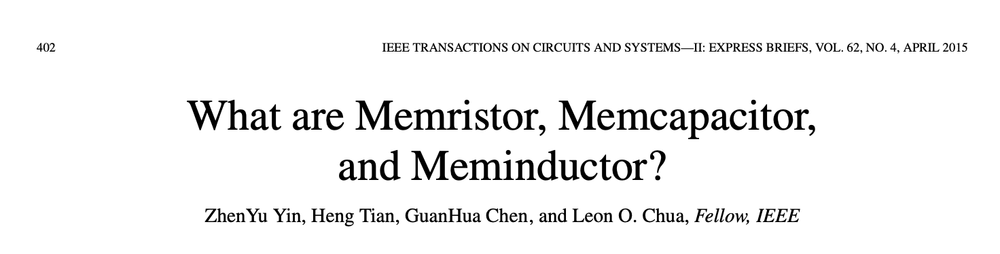 402
IEEE TRANSACTIONS ON CIRCUITS AND SYSTEMS—II: EXPRESS BRIEFS, VOL. 62, NO. 4, APRIL 2015
What are Memristor, Memcapacitor,
and Meminductor?
ZhenYu Yin, Heng Tian, GuanHua Chen, and Leon O. Chua, Fellow, IEEE